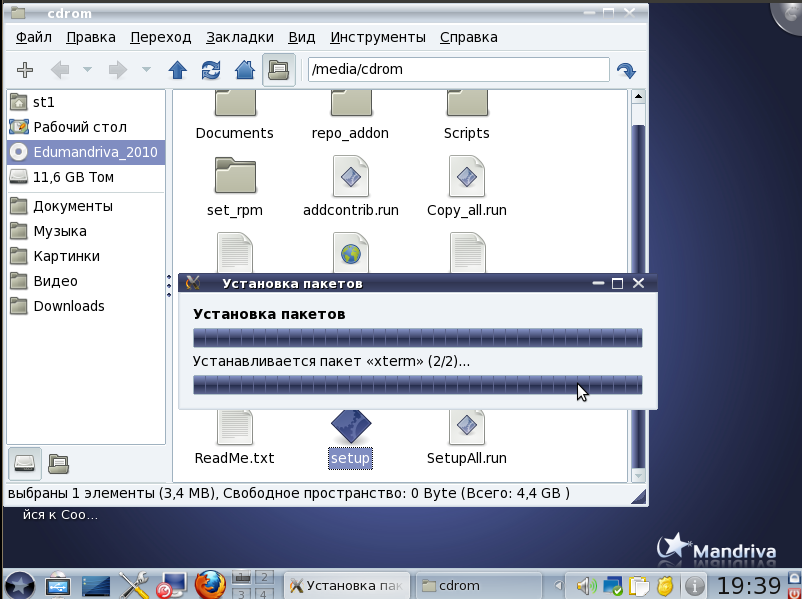 cdrom
Файл Правка Переход Закладки Вид Инструменты Справка
/media/cdrom
st1
Рабочий стол
Edumandriva_2010
11,6 GB Том
Документы
Музыка
Картинки
Видео
Downloads
Documents repo_addon Scripts
set_rpm addcontrib.run Copy_all.run
Установка пакетов
Установка пакетов
Устанавливается пакет «xterm» (2/2)...
ReadMe.txt setup SetupAll.run
выбраны 1 элементы (3,4 MB), Свободное пространство: 0 Byte (Всего: 4,4 GB )
йся к Соо...
Mandriva
1 2
3 4
Установка пак
cdrom
19:39